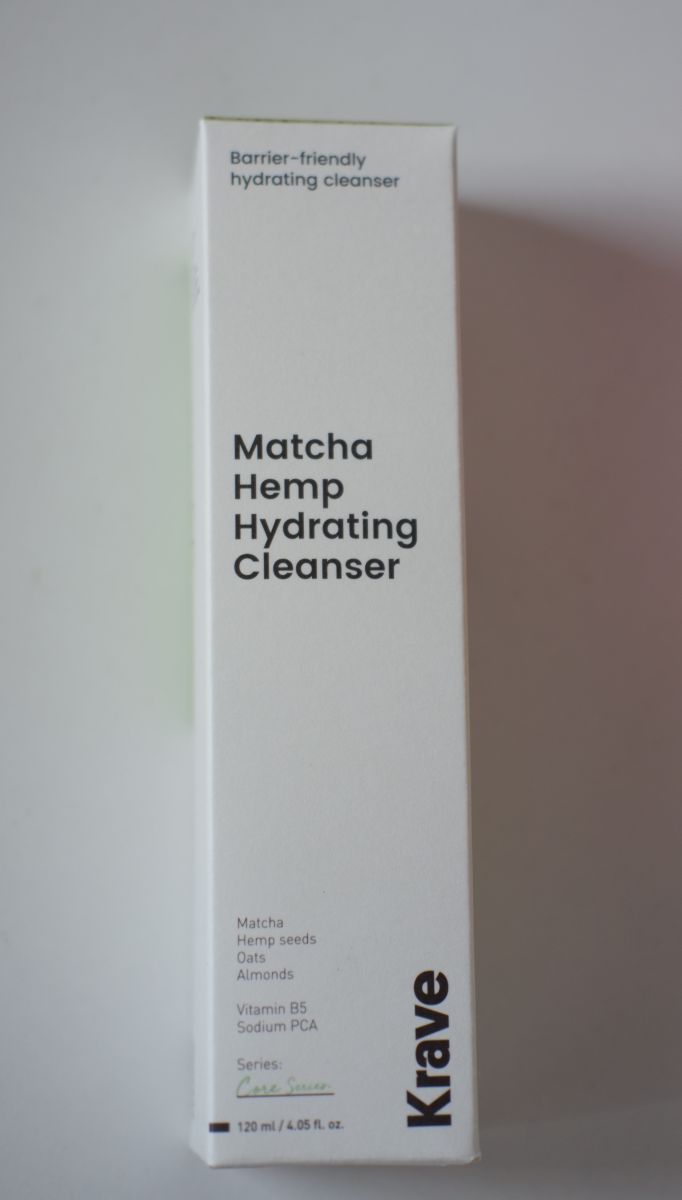 Barrier-friendly
hydrating cleanser
Matcha
Hemp
Hydrating
Cleanser
Matcha
Hemp seeds
Oats
Almonds
Vitamin B5
Sodium PCA
Series:
Core Series
120 ml / 4.05 fl. oz.
Krave